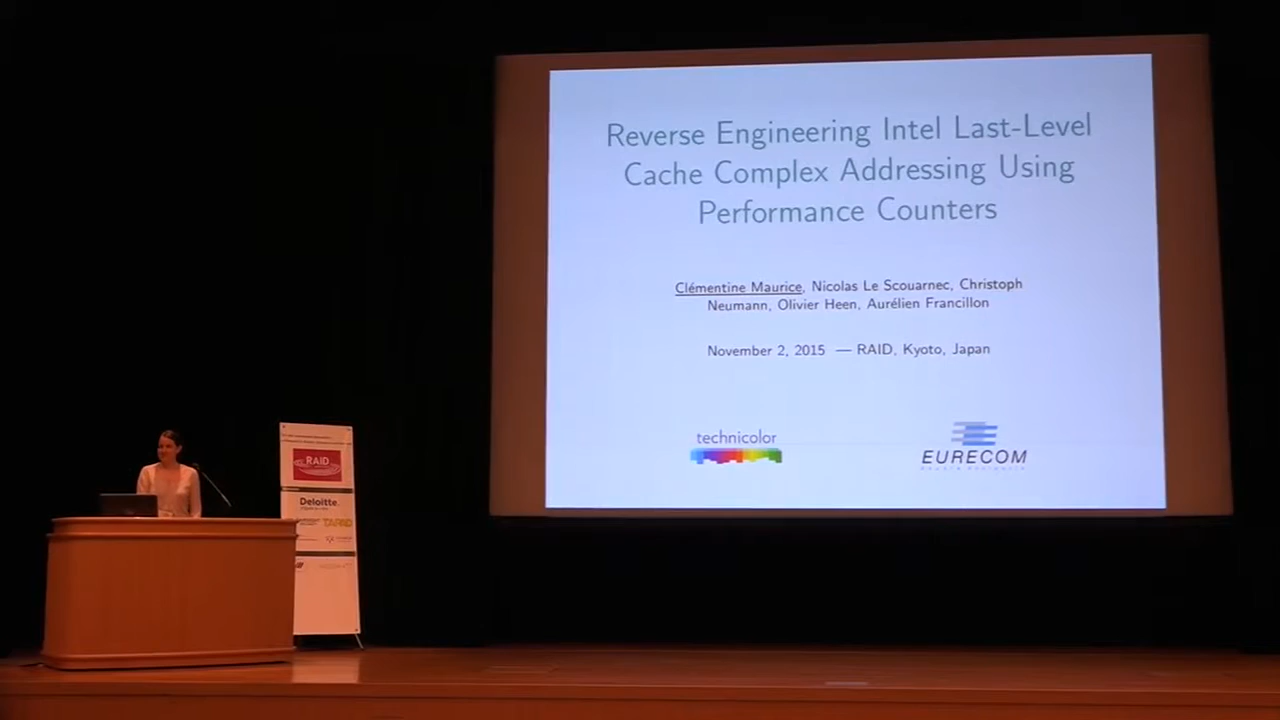 Reverse Engineering Intel Last-Level
Cache Complex Addressing Using
Performance Counters
Clémentine Maurice, Nicolas Le Scouarnec, Christoph
Neumann, Olivier Heen, Aurélien Francillon
November 2, 2015 — RAID, Kyoto, Japan
technicolor
EURECOM
RAID
Deloitte.